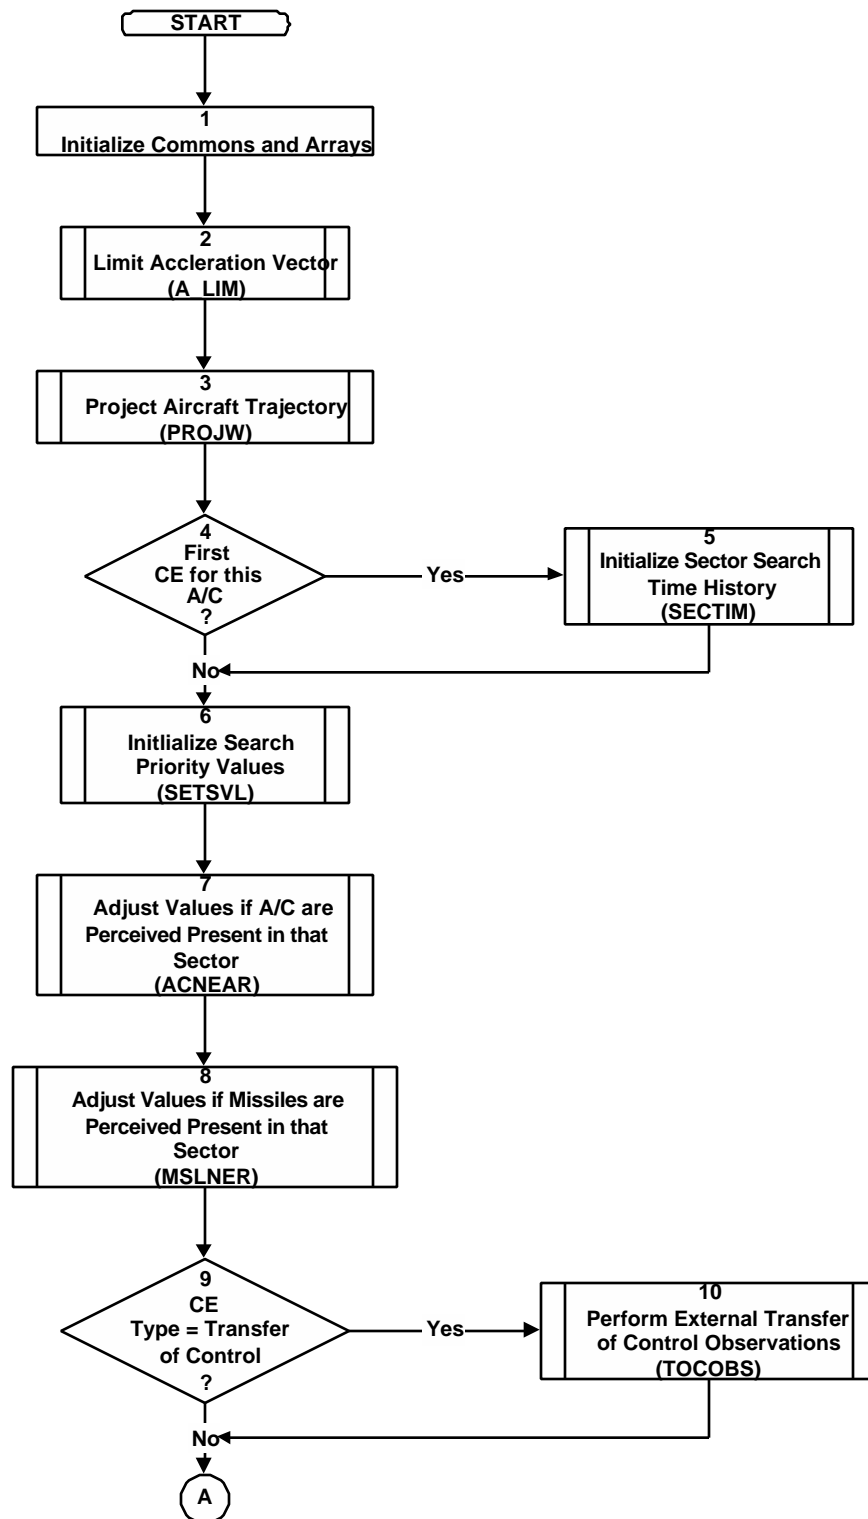 START
1
Initialize Commons and Arrays
2
Limit Accleration Vector
(A_LIM)
3
Project Aircraft Trajectory
(PROJW)
4
First
CE for this
A/C
?
Yes
5
Initialize Sector Search
Time History
(SECTIM)
No
6
Initlialize Search
Priority Values
(SETSVL)
7
Adjust Values if A/C are
Perceived Present in that
Sector
(ACNEAR)
8
Adjust Values if Missiles are
Perceived Present in that
Sector
(MSLNER)
9
CE
Type = Transfer
of Control
?
Yes
10
Perform External Transfer
of Control Observations
(TOCOBS)
No
A